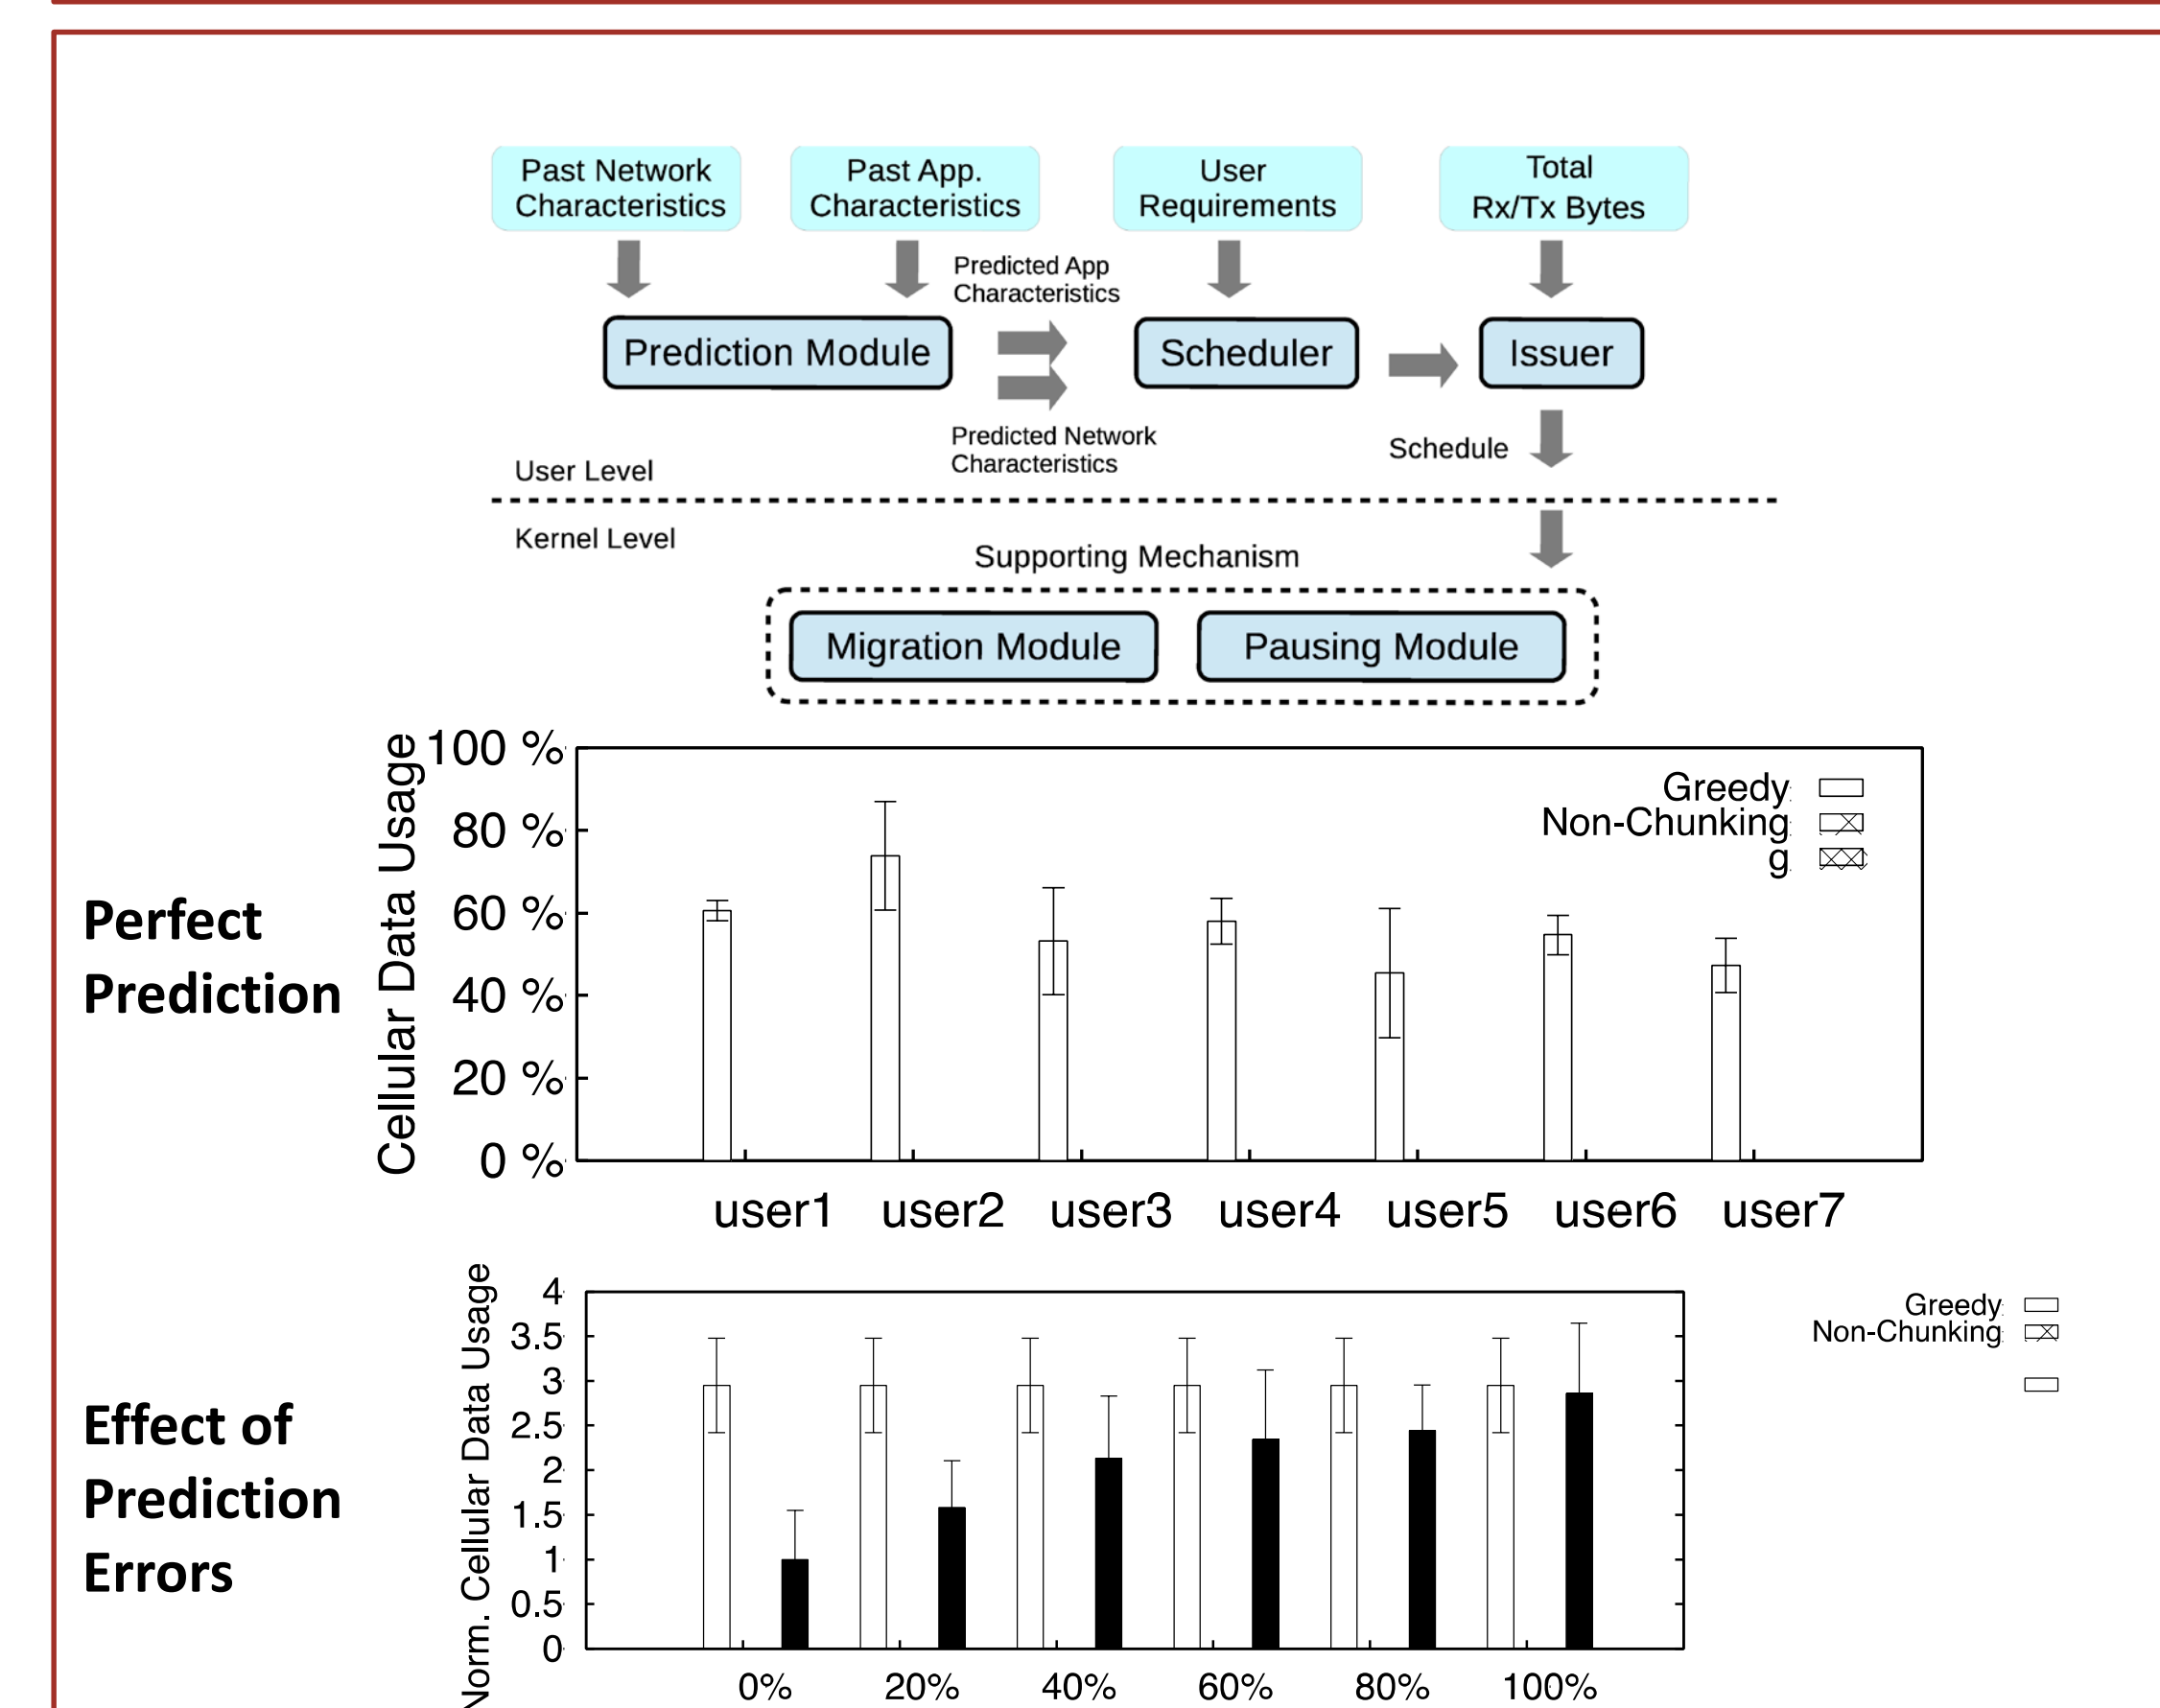 Past Network
Characteristics
Past App.
Characteristics
User
Requirements
Total
Rx/Tx Bytes
Predicted App
Characteristics
Prediction Module
Scheduler
Issuer
Predicted Network
Characteristics
Schedule
User Level
Kernel Level
Supporting Mechanism
Migration Module
Pausing Module
Perfect
Prediction
Cellular Data Usage
100 %
80 %
60 %
40 %
20 %
0 %
Greedy
Non-Chunking
g
user1 user2 user3 user4 user5 user6 user7
Effect of
Prediction
Errors
Norm. Cellular Data Usage
4
3.5
3
2.5
2
1.5
1
0.5
0
0% 20% 40% 60% 80% 100%
Greedy
Non-Chunking